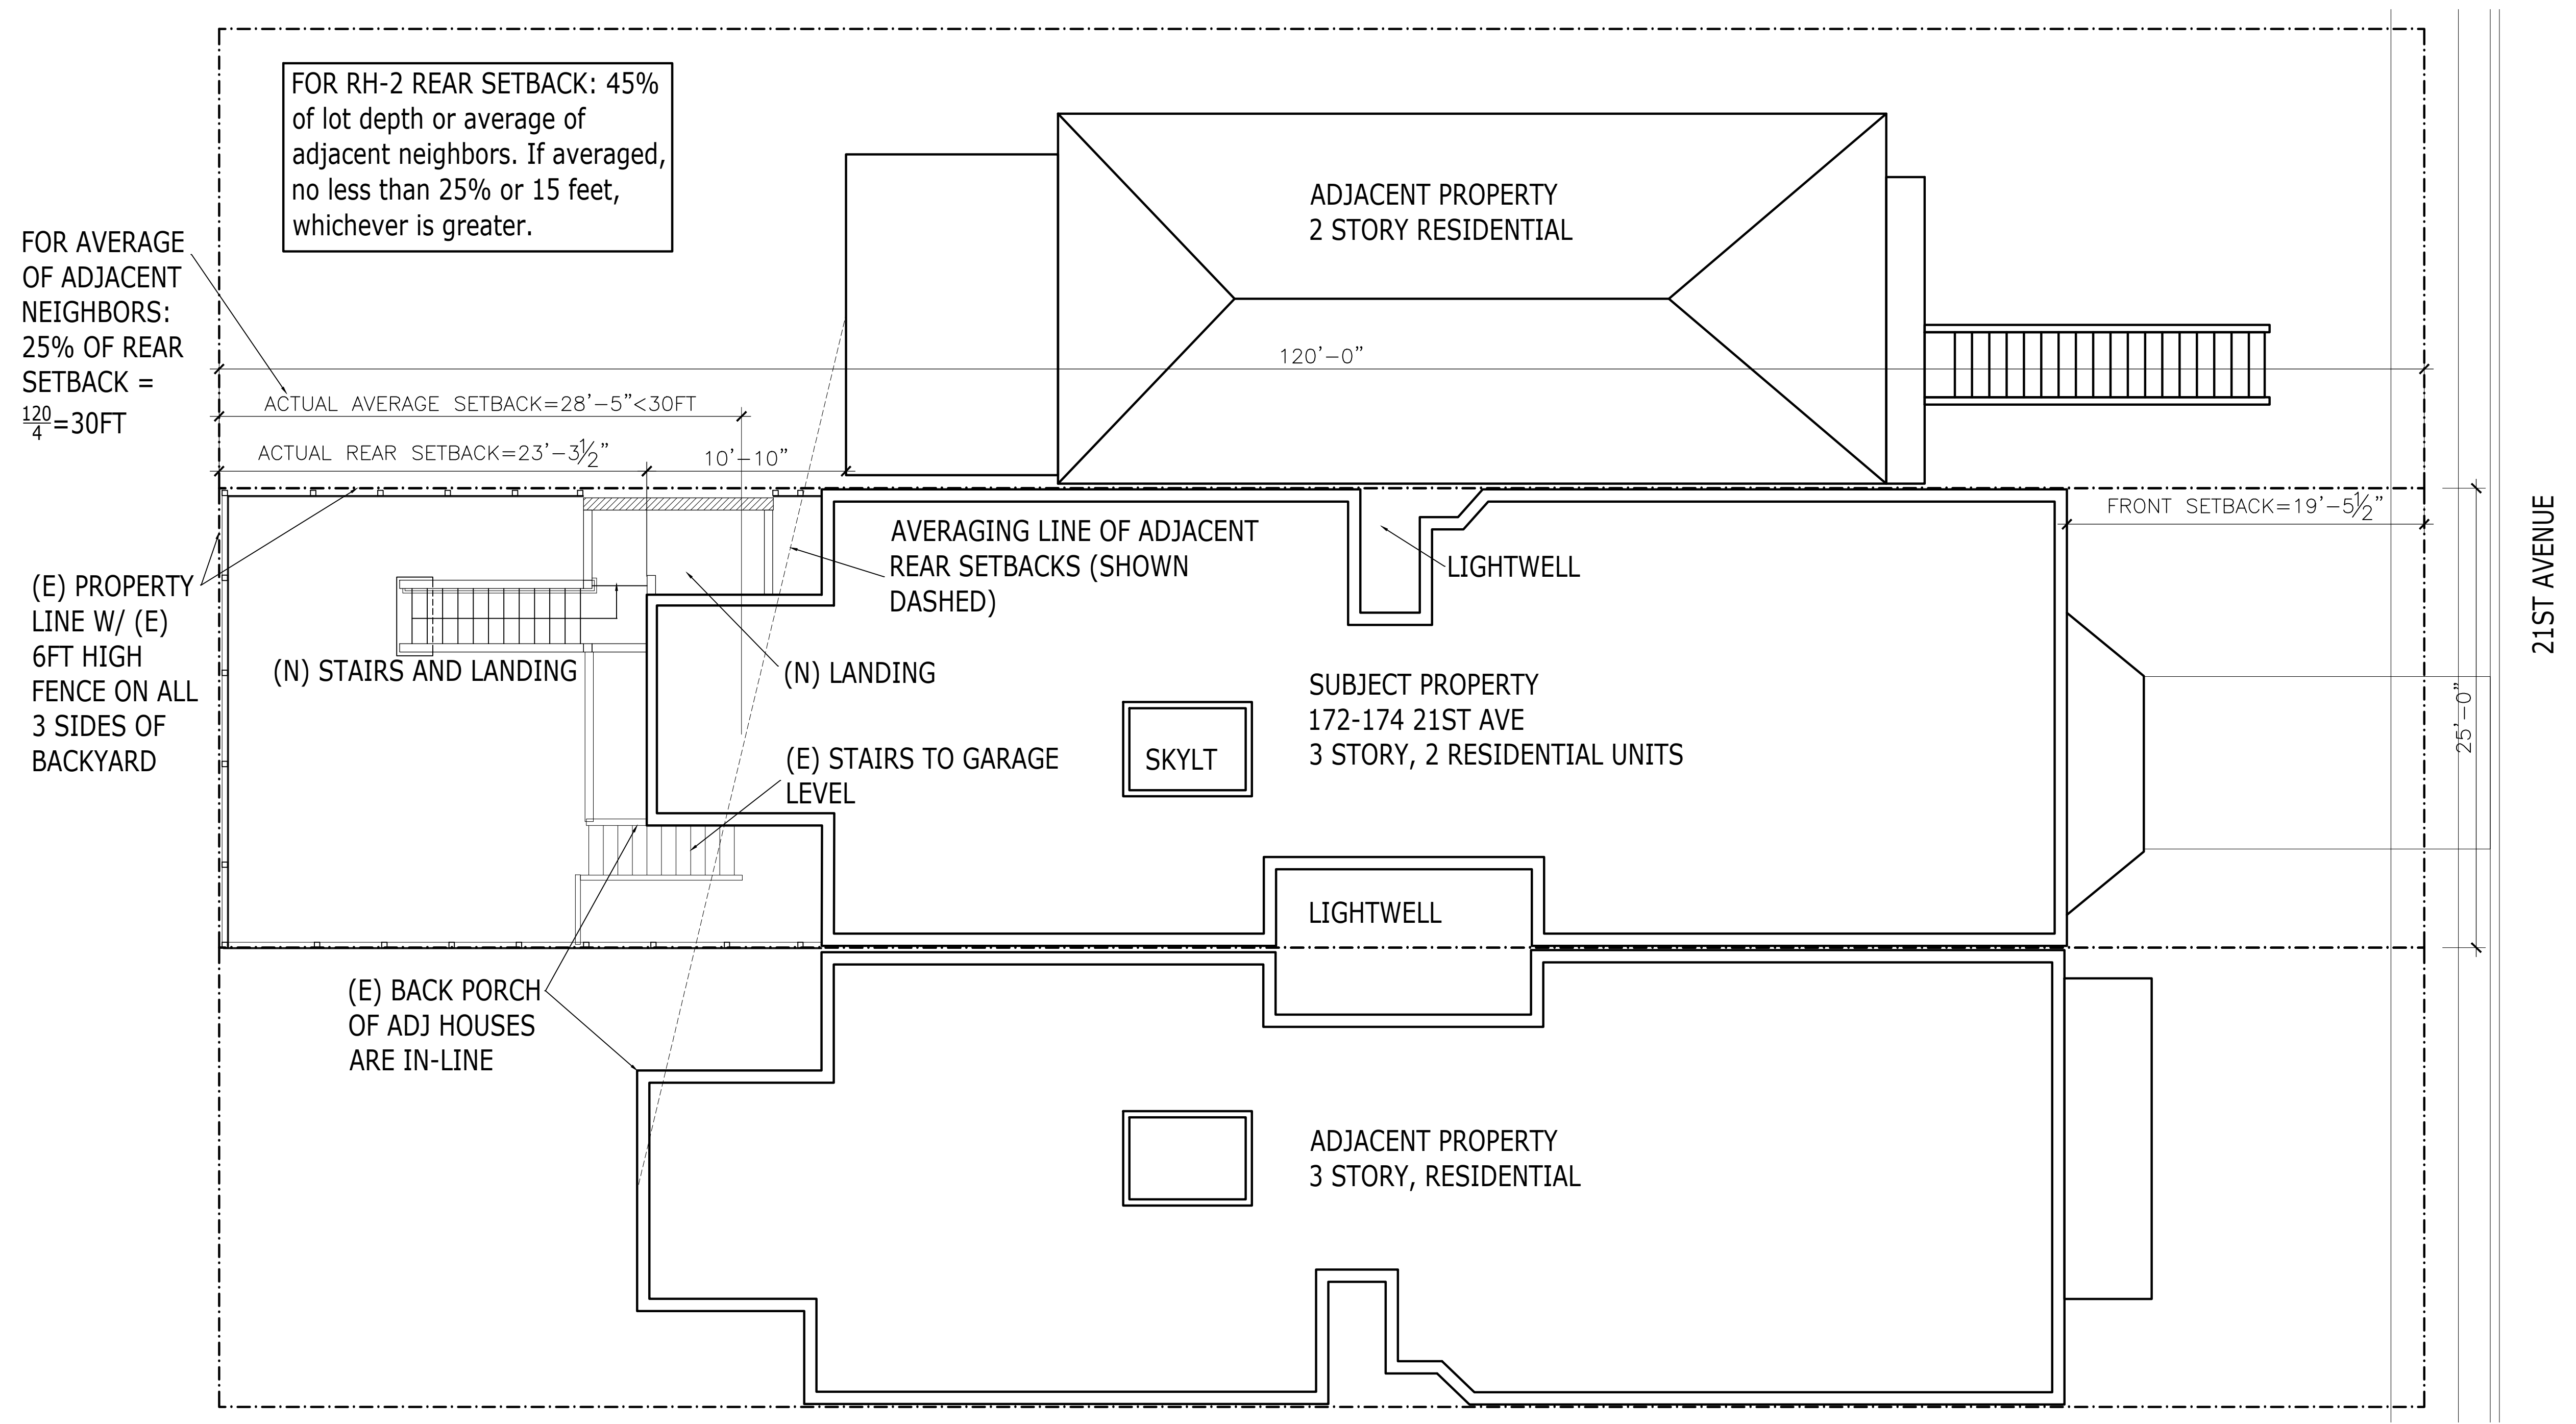 FOR RH-2 REAR SETBACK: 45%
of lot depth or average of
adjacent neighbors. If averaged,
no less than 25% or 15 feet,
whichever is greater.
FOR AVERAGE
OF ADJACENT
NEIGHBORS:
25% OF REAR
SETBACK =
120/4=30FT
ADJACENT PROPERTY
2 STORY RESIDENTIAL
120'-0"
ACTUAL AVERAGE SETBACK=28'-5"<30FT
ACTUAL REAR SETBACK=23'-3½"
10'-10"
FRONT SETBACK=19'-5½"
21ST AVENUE
AVERAGING LINE OF ADJACENT
REAR SETBACKS (SHOWN
DASHED)
LIGHTWELL
(E) PROPERTY
LINE W/ (E)
6FT HIGH
FENCE ON ALL
3 SIDES OF
BACKYARD
(N) STAIRS AND LANDING
(N) LANDING
SUBJECT PROPERTY
172-174 21ST AVE
3 STORY, 2 RESIDENTIAL UNITS
25'-0"
(E) STAIRS TO GARAGE
LEVEL
SKYLT
LIGHTWELL
(E) BACK PORCH
OF ADJ HOUSES
ARE IN-LINE
ADJACENT PROPERTY
3 STORY, RESIDENTIAL